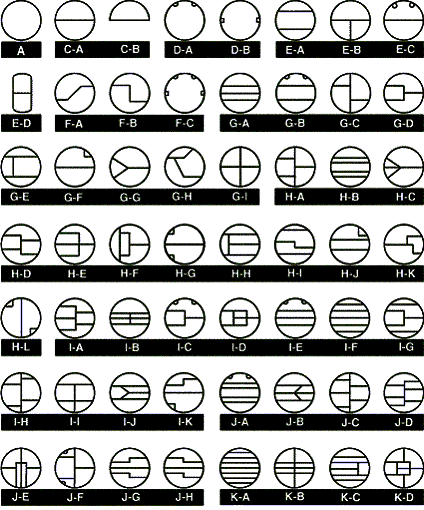 A C-A C-B D-A D-B E-A E-B E-C
E-D F-A F-B F-C G-A G-B G-C G-D
G-E G-F G-G G-H G-I H-A H-B H-C
H-D H-E H-F H-G H-H H-I H-J H-K
H-L I-A I-B I-C I-D I-E I-F I-G
I-H I-I I-J I-K J-A J-B J-C J-D
J-E J-F J-G J-H K-A K-B K-C K-D